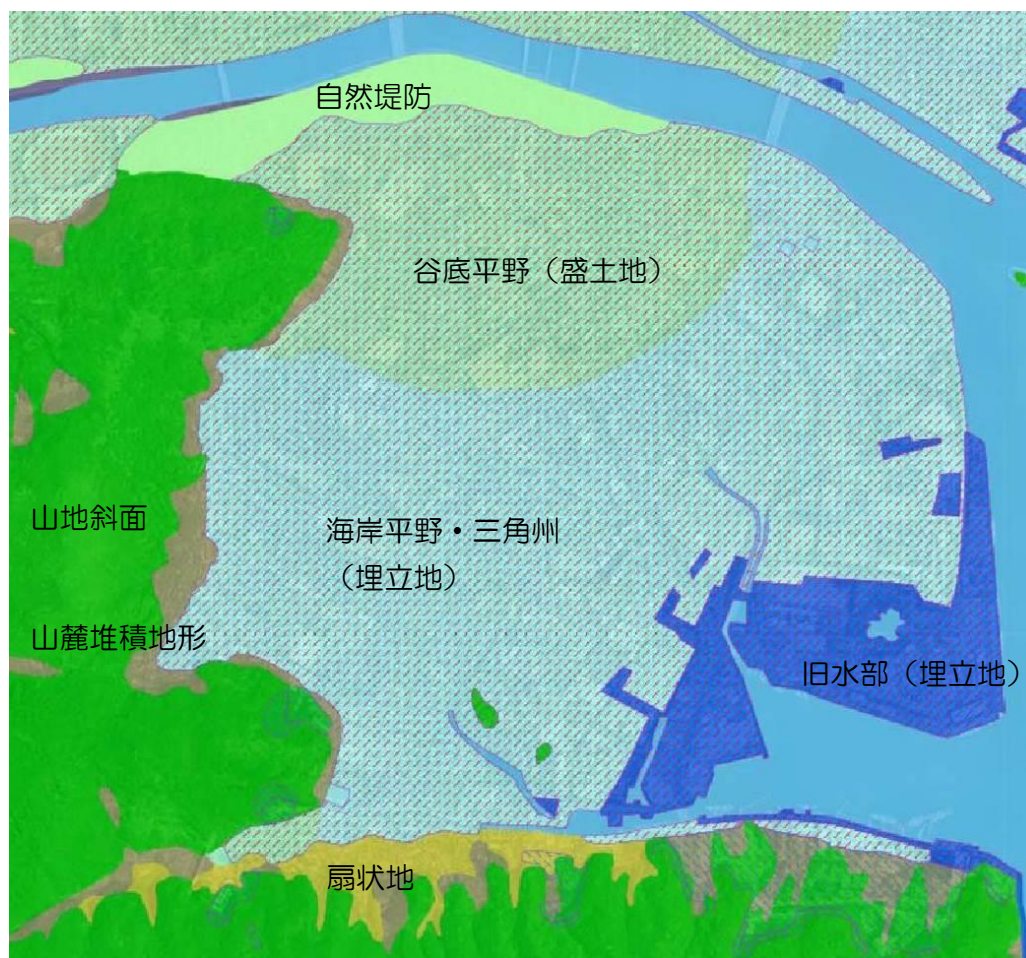 自然堤防
谷底平野（盛土地）
山地斜面
海岸平野・三角州
（埋立地）
山麓堆積地形
旧水部（埋立地）
扇状地